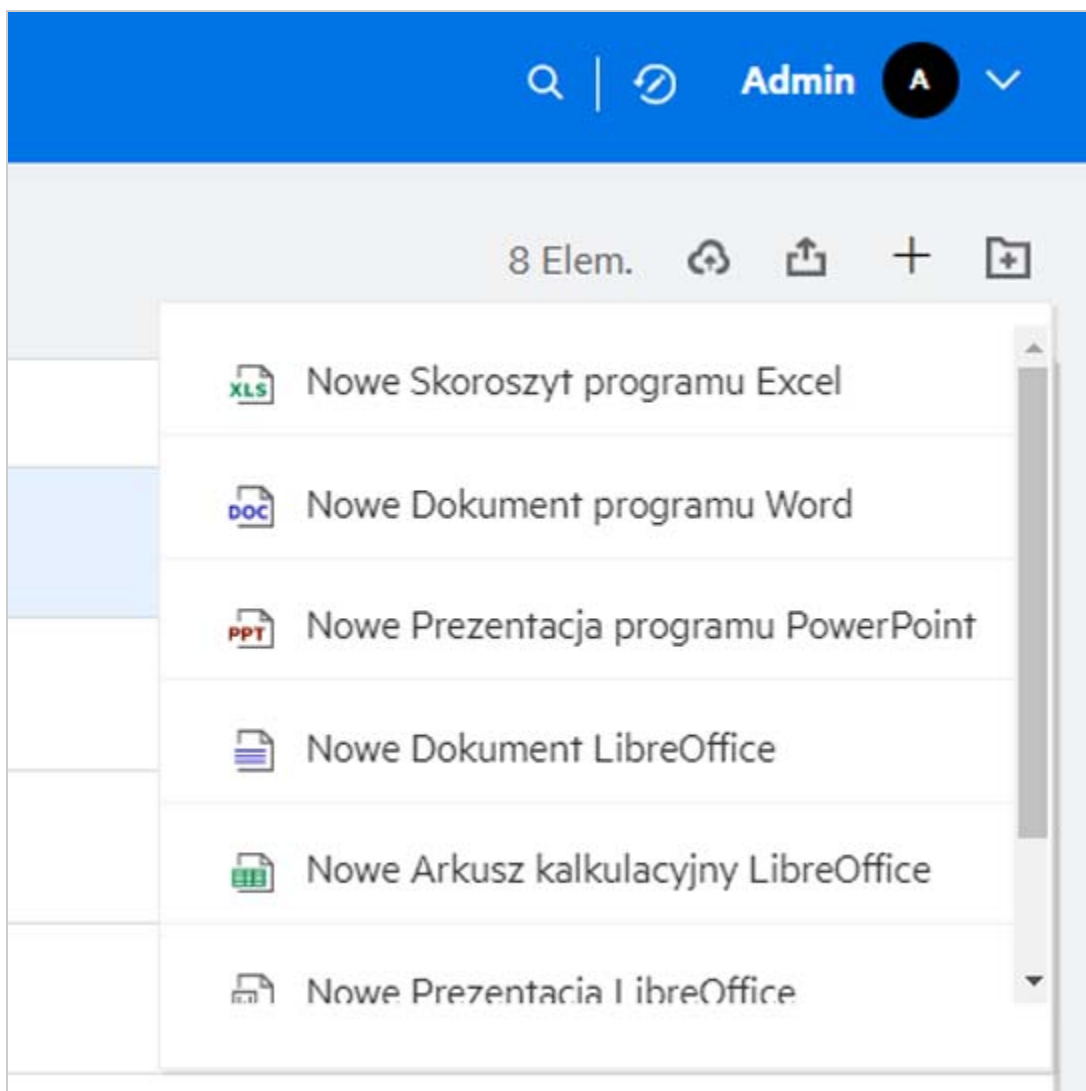 Admin A
8 Elem.
XLS Nowe Skoroszyt programu Excel
DOC Nowe Dokument programu Word
PPT Nowe Prezentacja programu PowerPoint
Nowe Dokument LibreOffice
Nowe Arkusz kalkulacyjny LibreOffice
Nowe Prezentacja LibreOffice